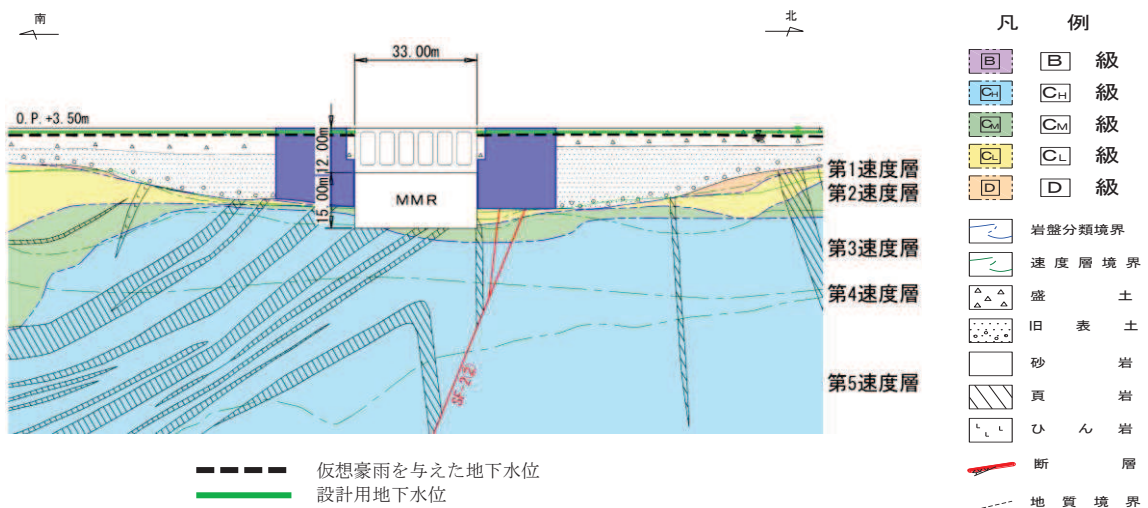 南
北
33.00m
O.P.+3.50m
12.00m
15.00m
MMR
SF-2②
第1速度層
第2速度層
第3速度層
第4速度層
第5速度層
仮想豪雨を与えた地下水位
設計用地下水位
凡 例
B B 級
CH CH 級
CM CM 級
CL CL 級
D D 級
岩盤分類境界
速度層境界
盛土
旧表土
砂岩
頁岩
ひん岩
断層
地質境界